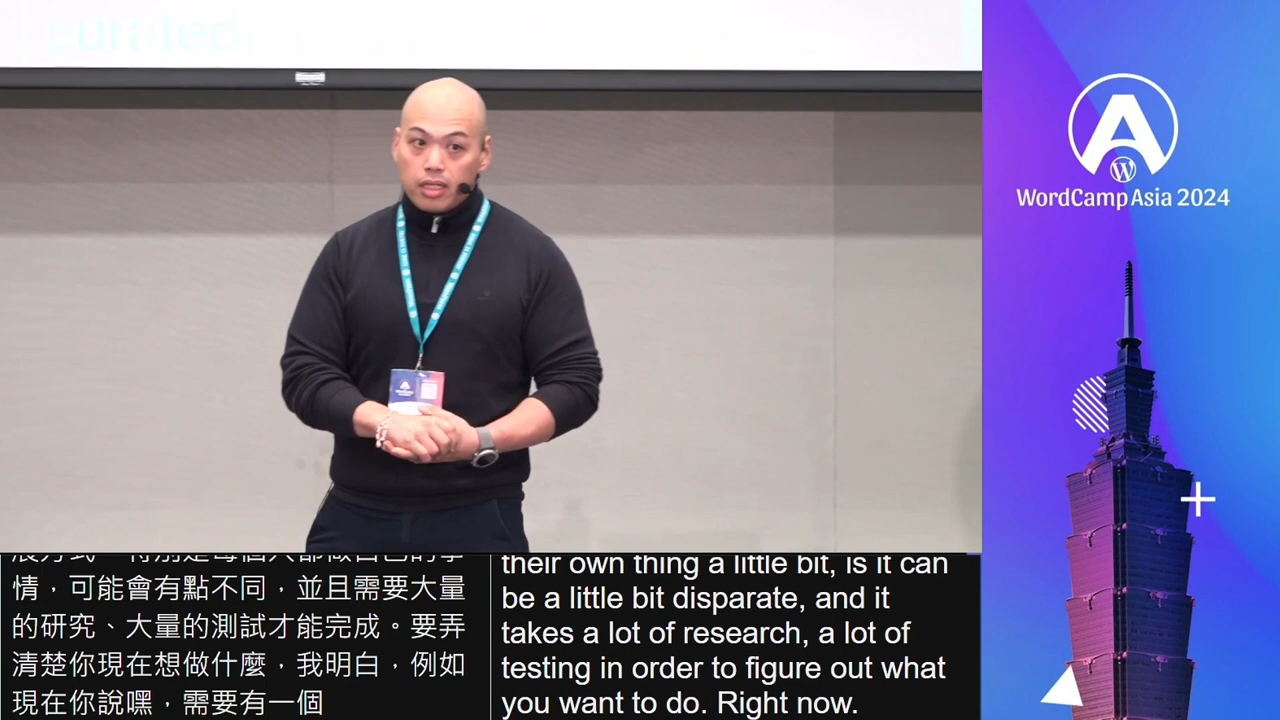 curated
WordCamp Asia 2024
情，可能會有點不同，並且需要大量
的研究、大量的測試才能完成。要弄
清楚你現在想做什麼，我明白，例如
現在你說嘿，需要有一個
their own thing a little bit, is it can
be a little bit disparate, and it
takes a lot of research, a lot of
testing in order to figure out what
you want to do. Right now.